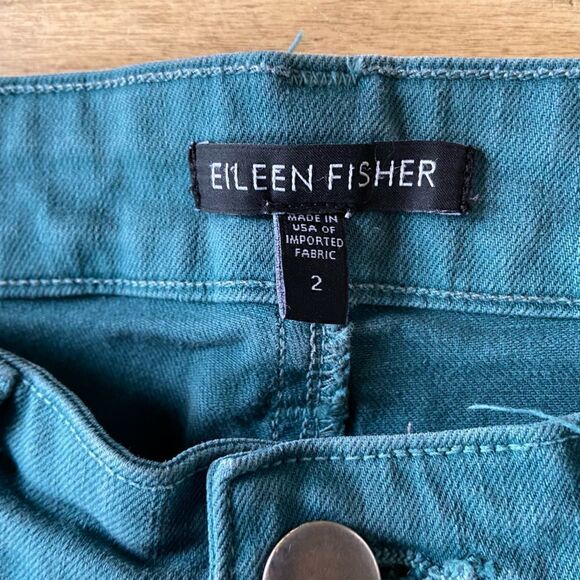 EILEEN FISHER
MADE IN
USA OF
IMPORTED
FABRIC
2